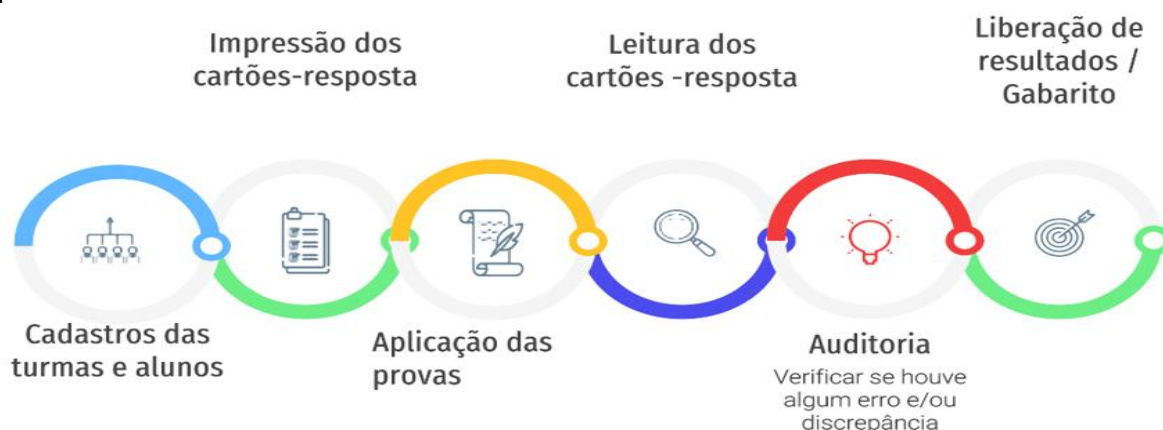 Cadastros das
turmas e alunos
Impressão dos
cartões-resposta
Aplicação das
provas
Leitura dos
cartões -resposta
Auditoria
Verificar se houve
algum erro e/ou
discrepância
Liberação de
resultados /
Gabarito